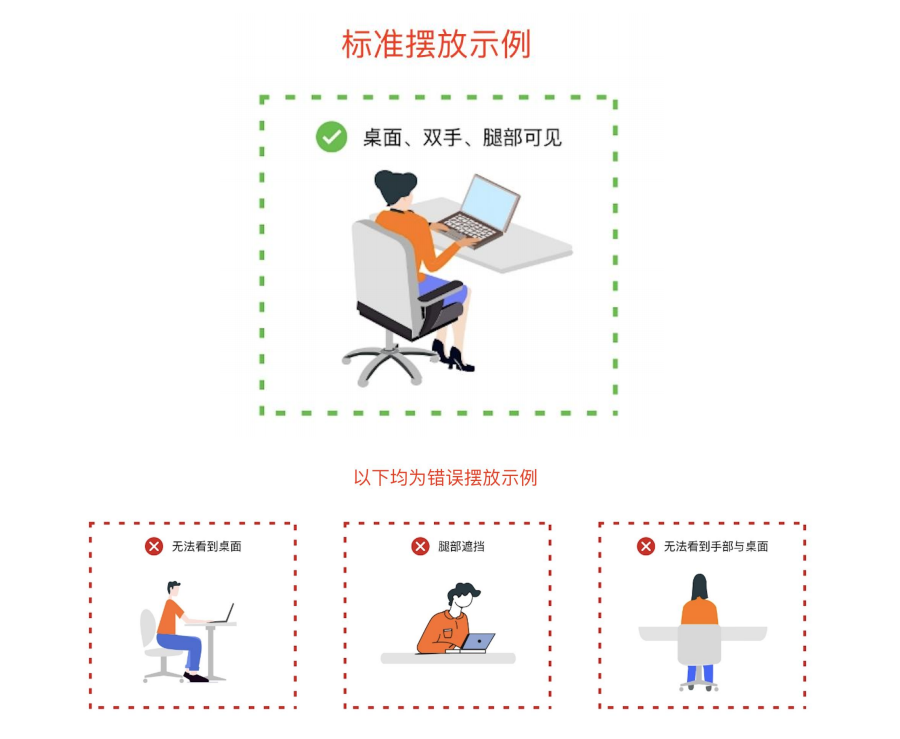 标准摆放示例
桌面、双手、腿部可见
以下均为错误摆放示例
无法看到桌面
腿部遮挡
无法看到手部与桌面